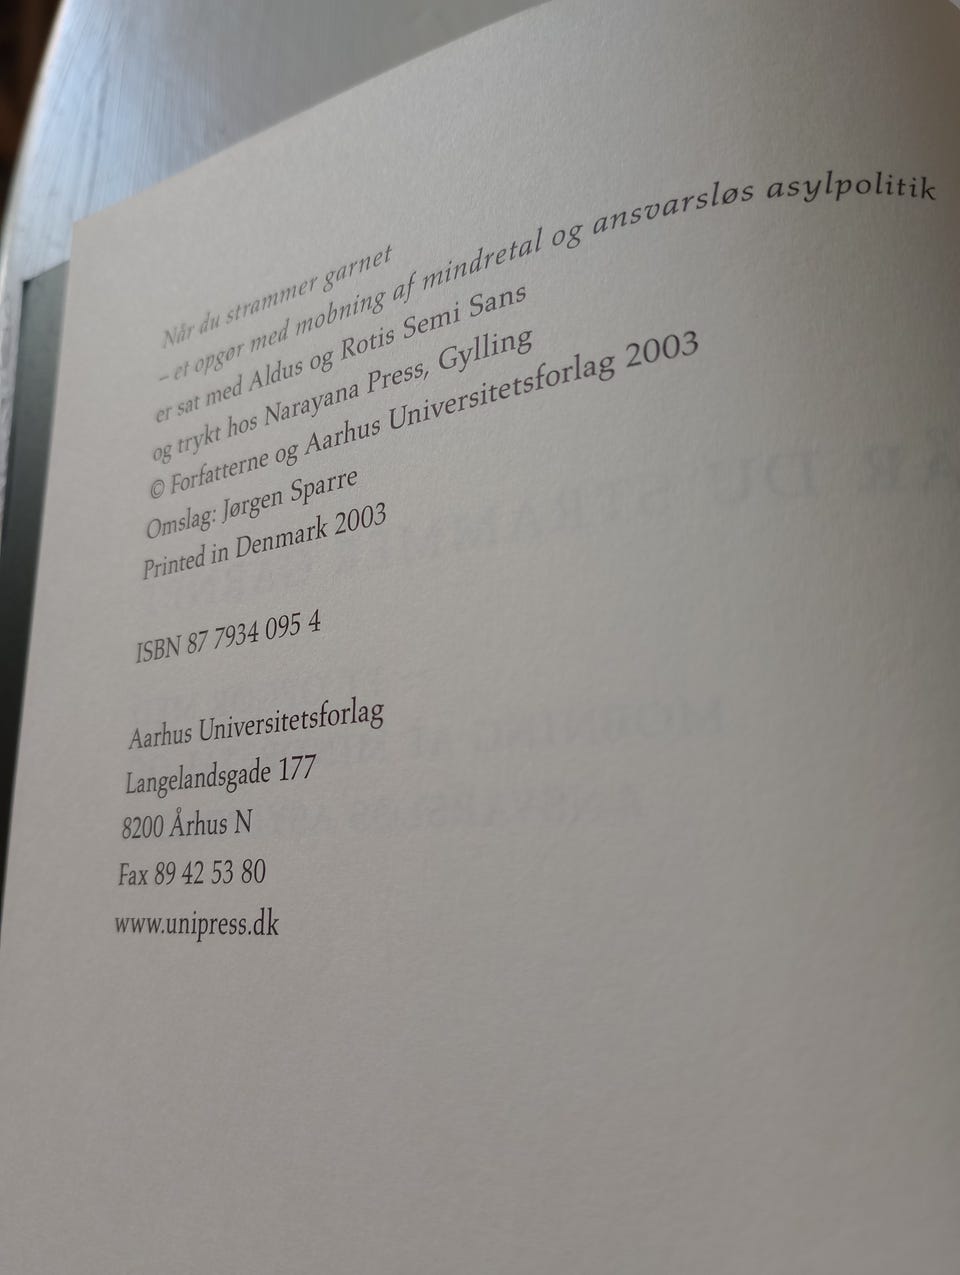 Når du strammer garnet
– et opgør med mobning af mindretal og ansvarsløs asylpolitik
er sat med Aldus og Rotis Semi Sans
og trykt hos Narayana Press, Gylling
© Forfatterne og Aarhus Universitetsforlag 2003
Omslag: Jørgen Sparre
Printed in Denmark 2003
ISBN 87 7934 095 4
Aarhus Universitetsforlag
Langelandsgade 177
8200 Århus N
Fax 89 42 53 80
www.unipress.dk